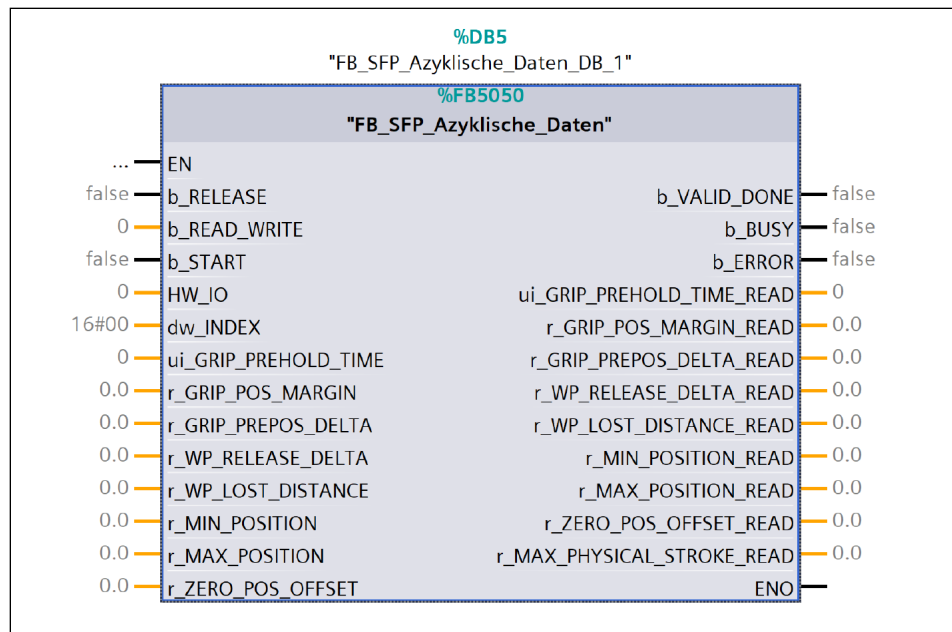 %DB5
"FB_SFP_Azyklische_Daten_DB_1"
%FB5050
"FB_SFP_Azyklische_Daten"
... EN
false b_RELEASE b_VALID_DONE false
0 b_READ_WRITE b_BUSY false
false b_START b_ERROR false
0 HW_IO ui_GRIP_PREHOLD_TIME_READ 0
16#00 dw_INDEX r_GRIP_POS_MARGIN_READ 0.0
0 ui_GRIP_PREHOLD_TIME r_GRIP_PREPOS_DELTA_READ 0.0
0.0 r_GRIP_POS_MARGIN r_WP_RELEASE_DELTA_READ 0.0
0.0 r_GRIP_PREPOS_DELTA r_WP_LOST_DISTANCE_READ 0.0
0.0 r_WP_RELEASE_DELTA r_MIN_POSITION_READ 0.0
0.0 r_WP_LOST_DISTANCE r_MAX_POSITION_READ 0.0
0.0 r_MIN_POSITION r_ZERO_POS_OFFSET_READ 0.0
0.0 r_MAX_POSITION r_MAX_PHYSICAL_STROKE_READ 0.0
0.0 r_ZERO_POS_OFFSET ENO